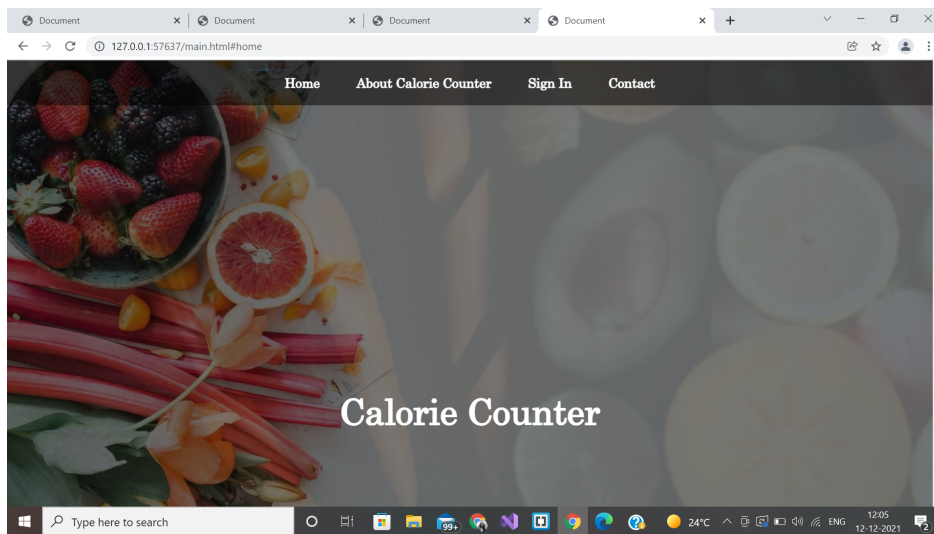 Document Document Document Document
127.0.0.1:57637/main.html#home
Home About Calorie Counter Sign In Contact
Calorie Counter
Type here to search 99+ 24°C ENG 12:05
12-12-2021 2